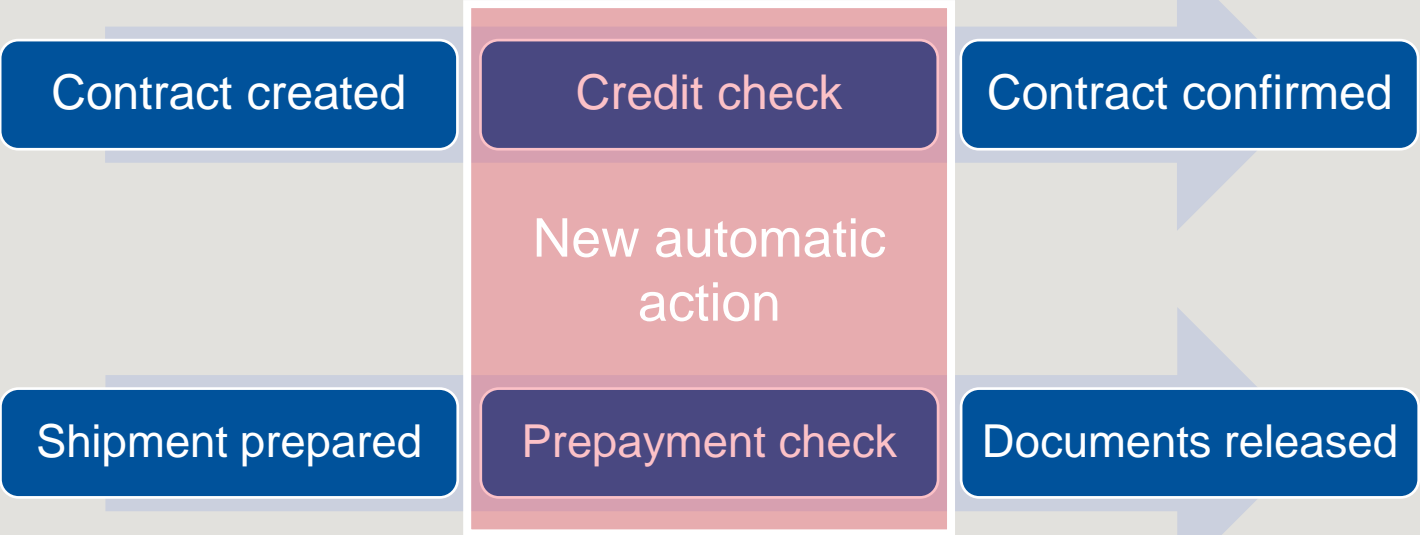 Contract created
Credit check
Contract confirmed
New automatic
action
Shipment prepared
Prepayment check
Documents released